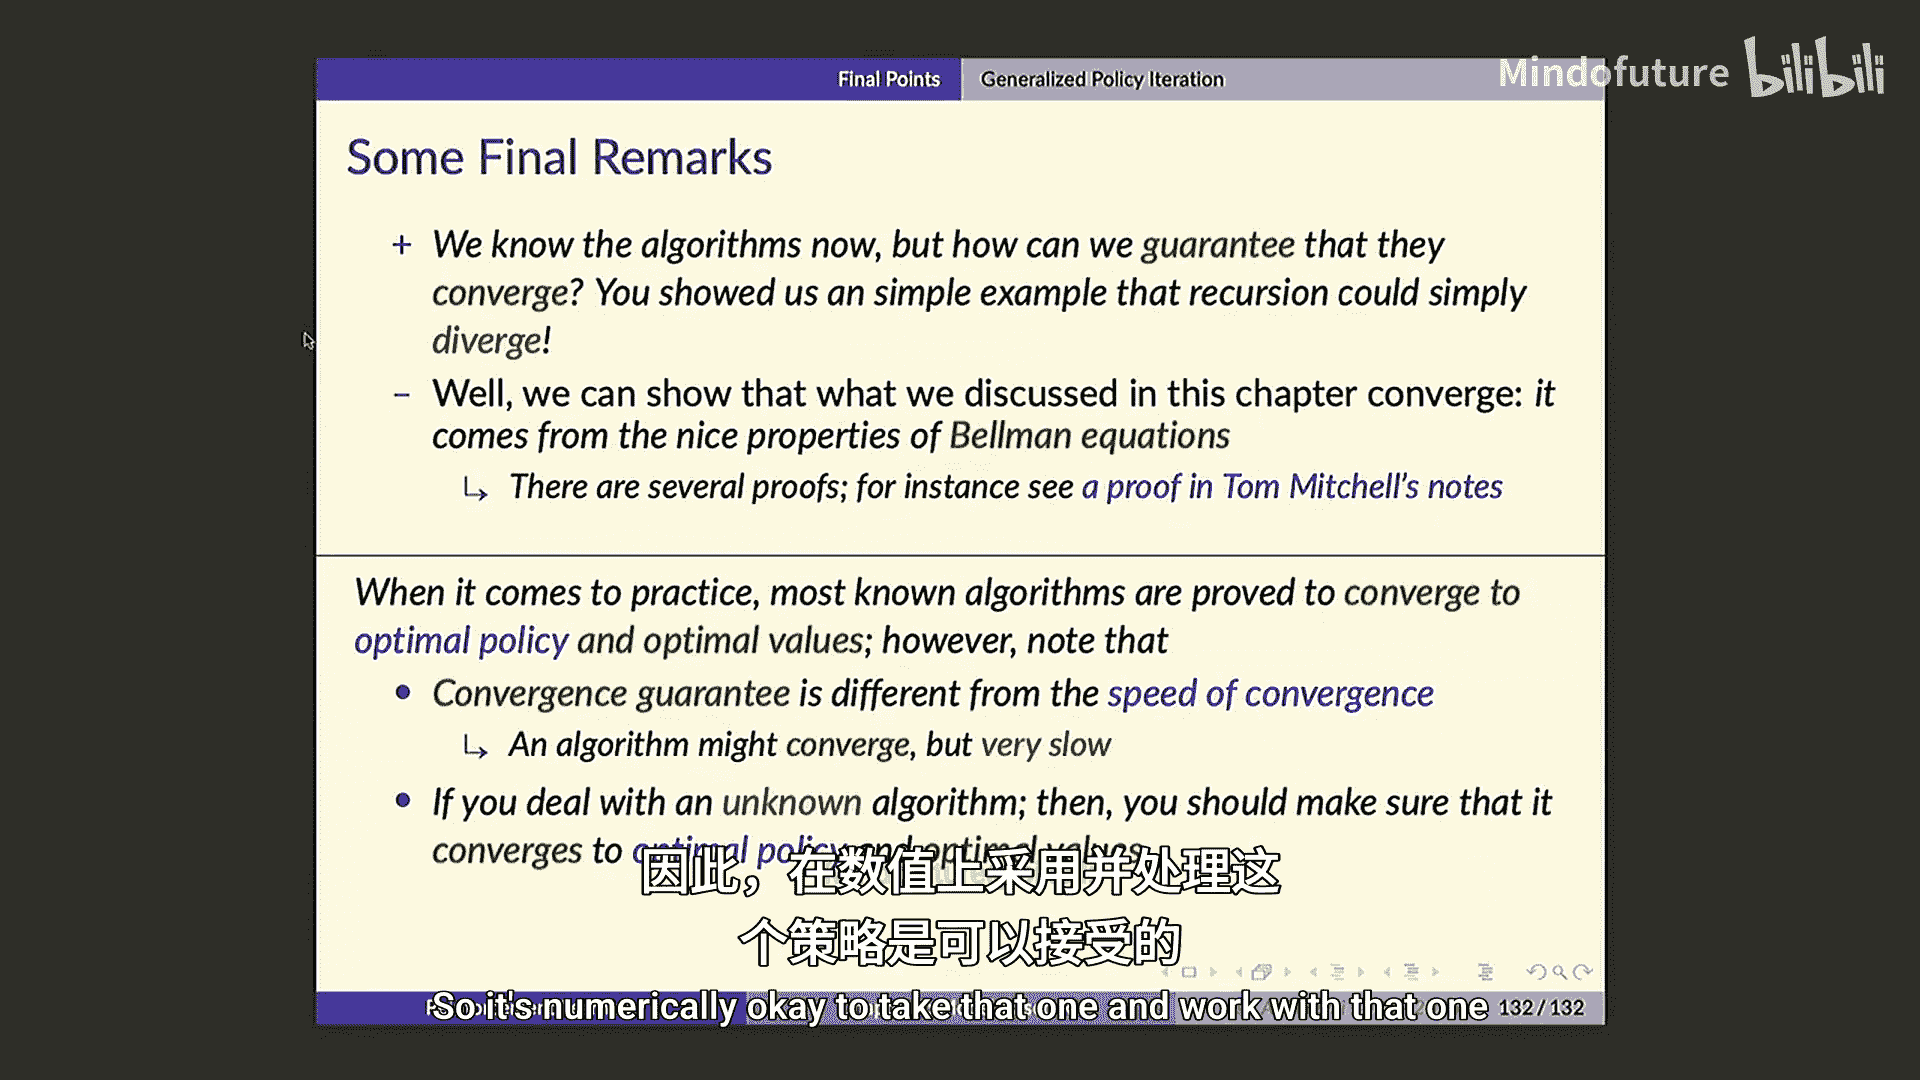 Final Points
Generalized Policy Iteration
Mindofuture bilibili
Some Final Remarks
+ We know the algorithms now, but how can we guarantee that they
converge? You showed us an simple example that recursion could simply
diverge!
– Well, we can show that what we discussed in this chapter converge: it
comes from the nice properties of Bellman equations
↳ There are several proofs; for instance see a proof in Tom Mitchell's notes
When it comes to practice, most known algorithms are proved to converge to
optimal policy and optimal values; however, note that
• Convergence guarantee is different from the speed of convergence
↳ An algorithm might converge, but very slow
• If you deal with an unknown algorithm; then, you should make sure that it
converges to optimal policy and optimal values
因此，在数值上采用并处理这
个策略是可以接受的
So it's numerically okay to take that one and work with that one
132 / 132